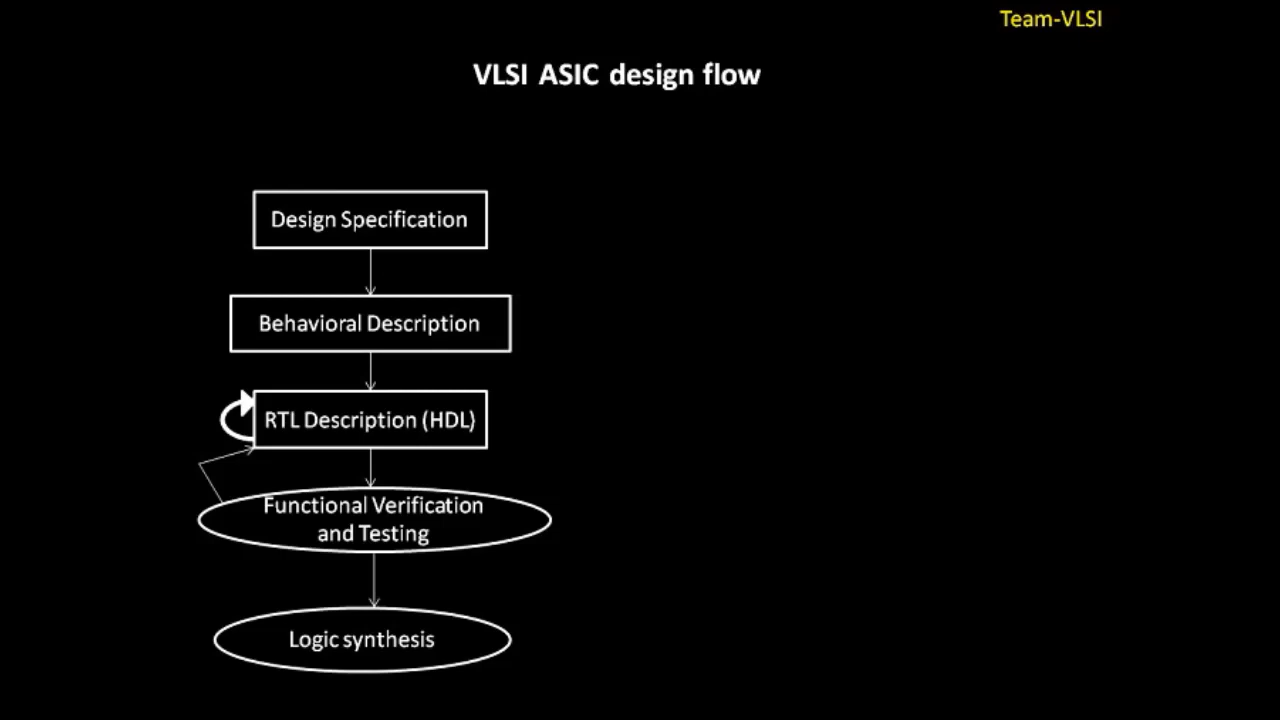 Team-VLSI
VLSI ASIC design flow
Design Specification
Behavioral Description
RTL Description (HDL)
Functional Verification
and Testing
Logic synthesis